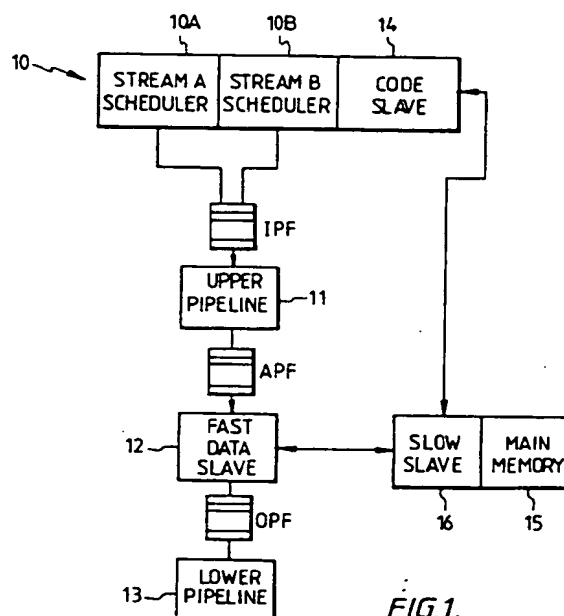 10A
10B
14
10
STREAM A
SCHEDULER
STREAM B
SCHEDULER
CODE
SLAVE
IPF
UPPER
PIPELINE
11
APF
12
FAST
DATA
SLAVE
SLOW
SLAVE
MAIN
MEMORY
16
15
OPF
13
LOWER
PIPELINE
FIG.1.